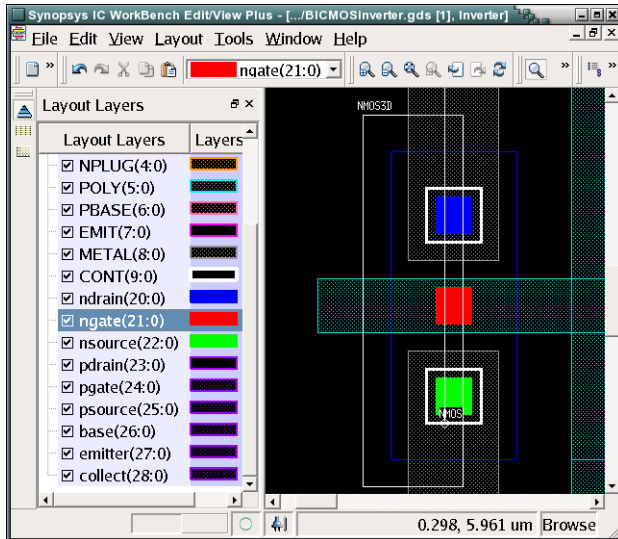 Synopsys IC WorkBench Edit/View Plus - [.../BICMOSinverter.gds [1], Inverter]
File Edit View Layout Tools Window Help
» ngate(21:0) » »
Layout Layers
Layout Layers Layers
NPLUG(4:0)
POLY(5:0)
PBASE(6:0)
EMIT(7:0)
METAL(8:0)
CONT(9:0)
ndrain(20:0)
ngate(21:0)
nsource(22:0)
pdrain(23:0)
pgate(24:0)
psource(25:0)
base(26:0)
emitter(27:0)
collect(28:0)
NMOS3D
NMOS
0.298, 5.961 um Browse